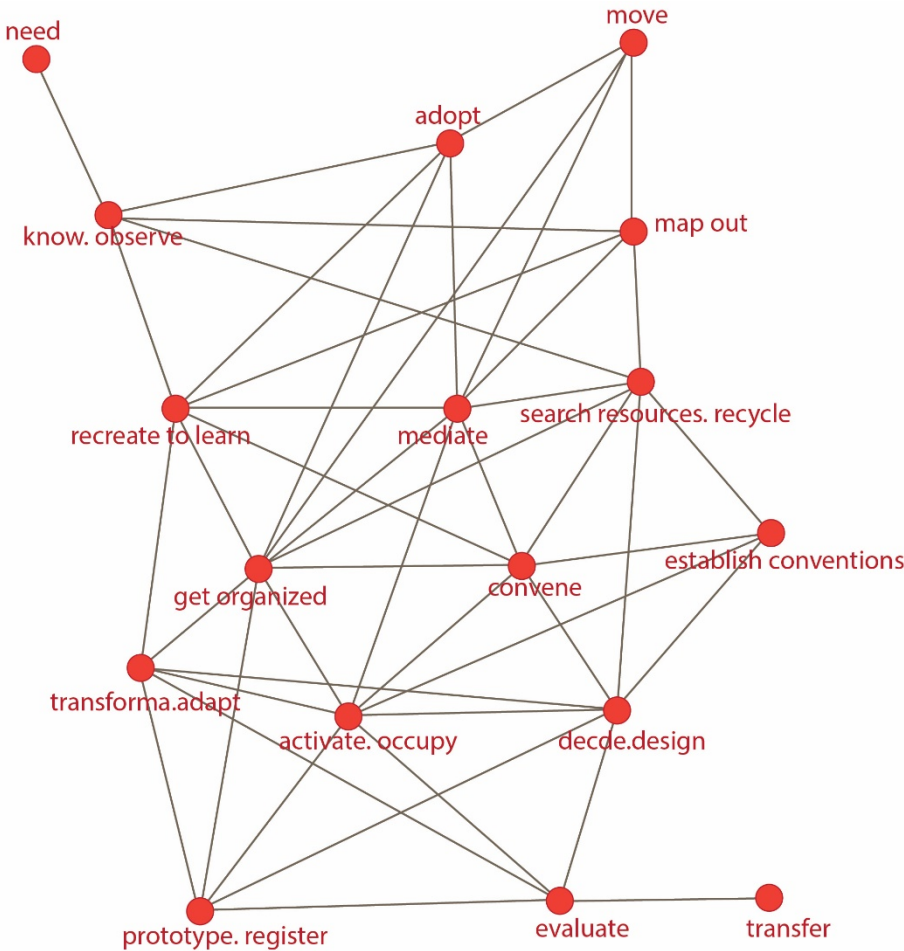 need
move
adopt
know. observe
map out
recreate to learn
mediate
search resources. recycle
get organized
convene
establish conventions
transforma.adapt
activate. occupy
decde.design
prototype. register
evaluate
transfer